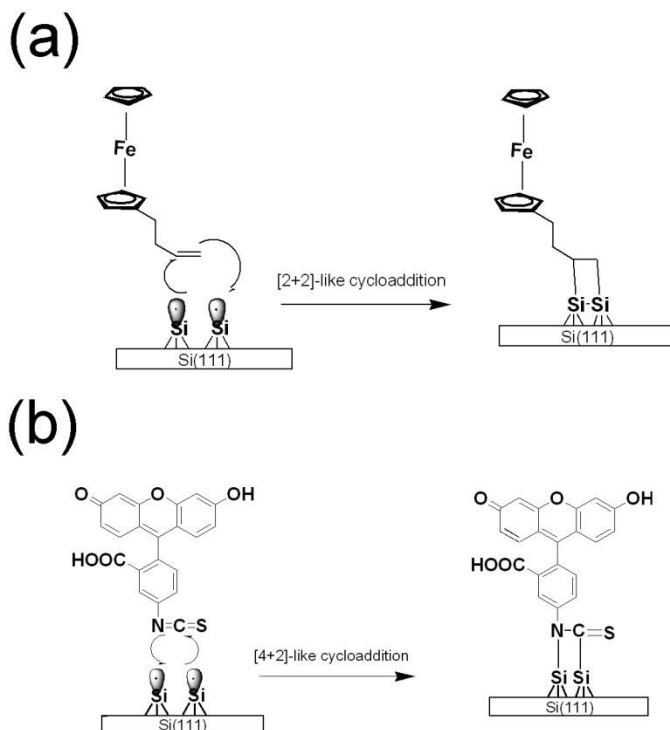 (a)
Fe
Fe
[2+2]-like cycloaddition
Si Si
Si-Si
Si(111)
Si(111)
(b)
O O OH
O O OH
HOOC
HOOC
N=C=S
N-C=S
[4+2]-like cycloaddition
Si Si
Si Si
Si(111)
Si(111)